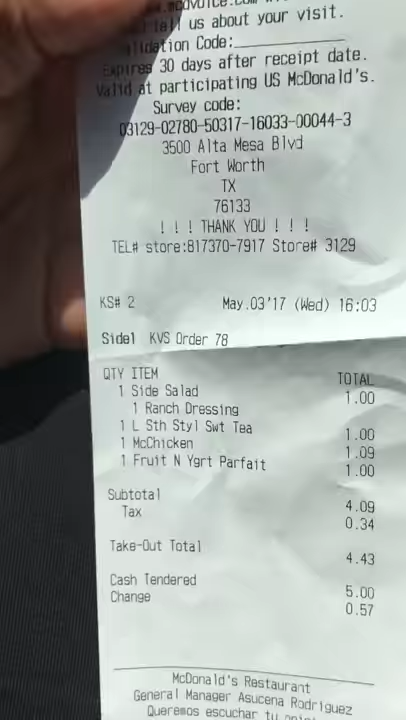 us about your visit.
Code:
Expires 30 days after receipt date.
Valid at participating US McDonald's.
Survey code:
03129-02780-50317-16033-00044-3
3500 Alta Mesa Blvd
Fort Worth
TX
76133
! ! ! THANK YOU ! ! !
TEL# store:817370-7917 Store# 3129
KS# 2 May.03'17 (Wed) 16:03
Side1 KVS Order 78
QTY ITEM TOTAL
1 Side Salad 1.00
1 Ranch Dressing
1 L Sth Styl Swt Tea 1.00
1 McChicken 1.09
1 Fruit N Ygrt Parfait 1.00
Subtotal 4.09
Tax 0.34
Take-Out Total 4.43
Cash Tendered 5.00
Change 0.57
McDonald's Restaurant
General Manager Asucena Rodriguez
Queremos escuchar tu